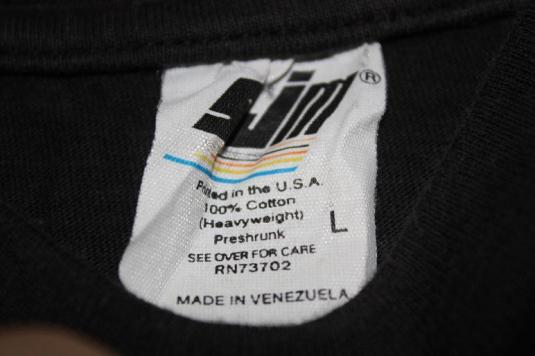 ®
Printed in the U.S.A.
100% Cotton
(Heavyweight)
L
Preshrunk
SEE OVER FOR CARE
RN73702
MADE IN VENEZUELA